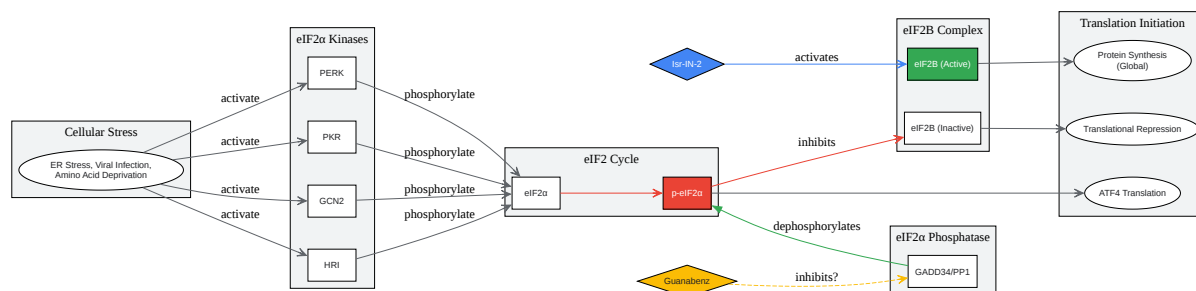 Cellular Stress
ER Stress, Viral Infection,
Amino Acid Deprivation
activate
activate
activate
activate
eIF2α Kinases
PERK
PKR
GCN2
HRI
phosphorylate
phosphorylate
phosphorylate
phosphorylate
eIF2 Cycle
eIF2α
p-eIF2α
Isr-IN-2
activates
inhibits
dephosphorylates
Guanabenz
inhibits?
eIF2B Complex
eIF2B (Active)
eIF2B (Inactive)
eIF2α Phosphatase
GADD34/PP1
Translation Initiation
Protein Synthesis
(Global)
Translational Repression
ATF4 Translation